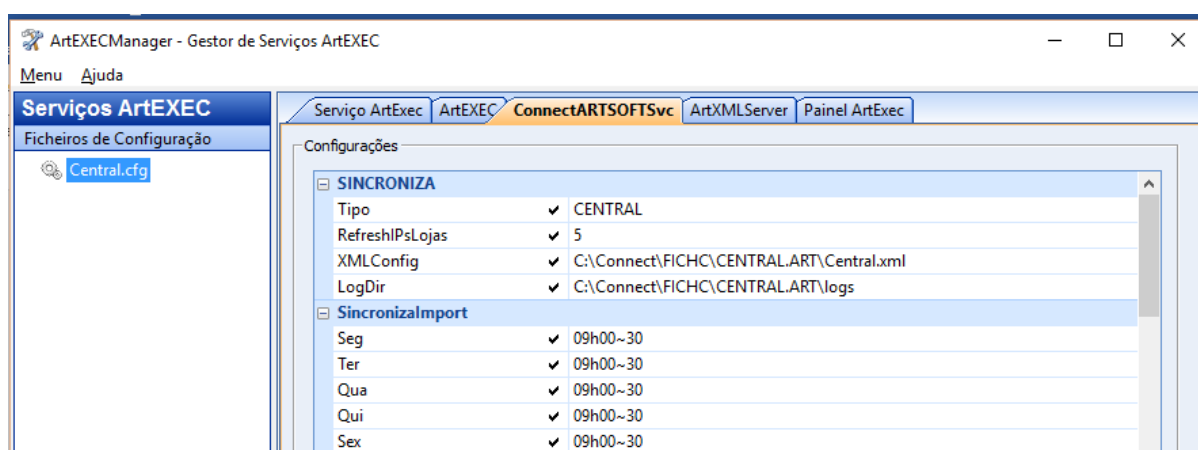 ArtEXECManager - Gestor de Serviços ArtEXEC
Menu Ajuda
Serviços ArtEXEC
Ficheiros de Configuração
Central.cfg
Serviço ArtExec ArtEXEC ConnectARTSOFTSvc ArtXMLServer Painel ArtExec
Configurações
SINCRONIZA
Tipo CENTRAL
RefreshIPsLojas 5
XMLConfig C:\Connect\FICHC\CENTRAL.ART\Central.xml
LogDir C:\Connect\FICHC\CENTRAL.ART\logs
SincronizaImport
Seg 09h00~30
Ter 09h00~30
Qua 09h00~30
Qui 09h00~30
Sex 09h00~30